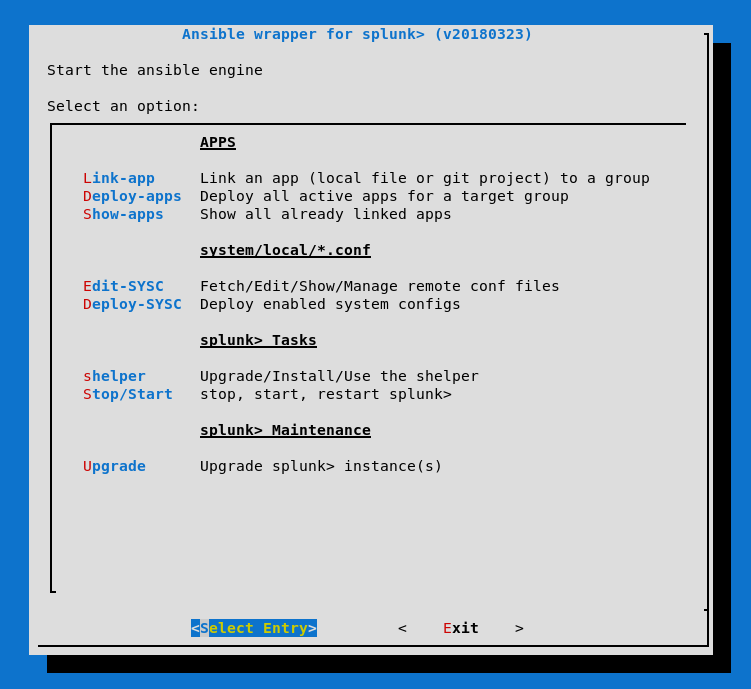 Ansible wrapper for splunk> (v20180323)
Start the ansible engine
Select an option:
APPS
Link-app Link an app (local file or git project) to a group
Deploy-apps Deploy all active apps for a target group
Show-apps Show all already linked apps
system/local/*.conf
Edit-SYSC Fetch/Edit/Show/Manage remote conf files
Deploy-SYSC Deploy enabled system configs
splunk> Tasks
shelper Upgrade/Install/Use the shelper
Stop/Start stop, start, restart splunk>
splunk> Maintenance
Upgrade Upgrade splunk> instance(s)
<Select Entry> < Exit >